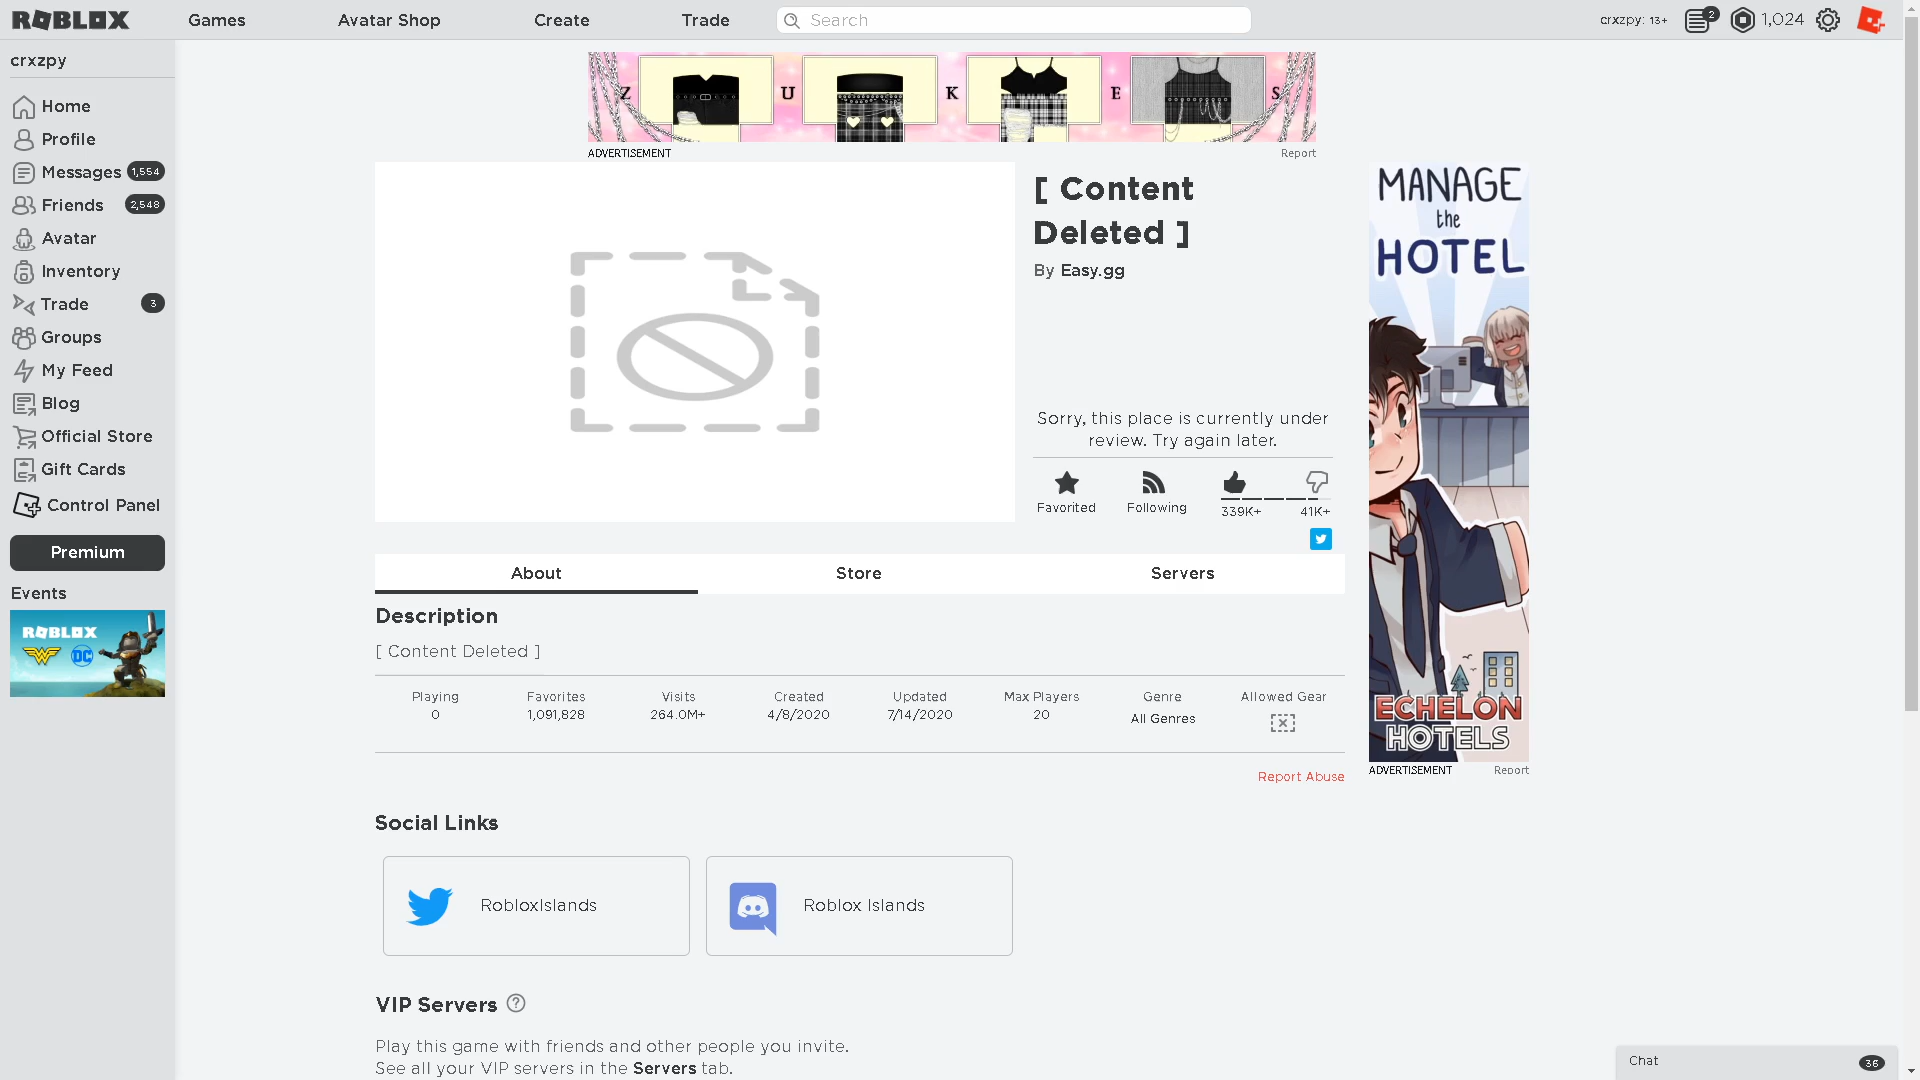 ROBLOX
Games
Avatar Shop
Create
Trade
Search
crxzpy: 13+
2
1,024
crxzpy
Home
Profile
Messages 1,554
Friends 2,548
Avatar
Inventory
Trade 3
Groups
My Feed
Blog
Official Store
Gift Cards
Control Panel
Premium
Events
ROBLOX
DC
Z U K E S
ADVERTISEMENT
Report
[ Content
Deleted ]
By Easy.gg
Sorry, this place is currently under
review. Try again later.
Favorited
Following
339K+
41K+
About
Store
Servers
Description
[ Content Deleted ]
Playing
0
Favorites
1,091,828
Visits
264.0M+
Created
4/8/2020
Updated
7/14/2020
Max Players
20
Genre
All Genres
Allowed Gear
Report Abuse
Social Links
RobloxIslands
Roblox Islands
VIP Servers ?
Play this game with friends and other people you invite.
See all your VIP servers in the Servers tab.
MANAGE
the
HOTEL
ECHELON
HOTELS
ADVERTISEMENT
Report
Chat
36